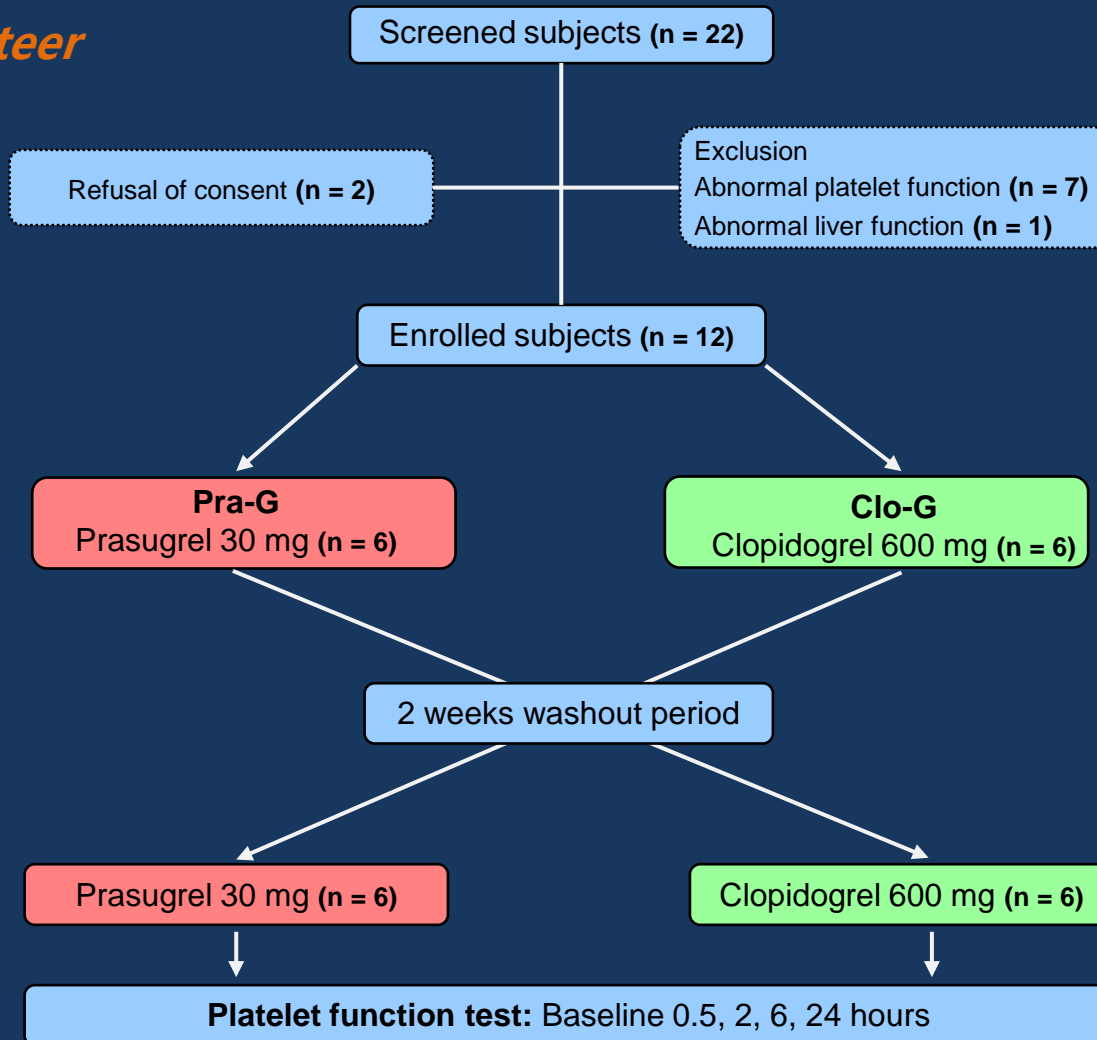 teer
Screened subjects (n = 22)
Refusal of consent (n = 2)
Exclusion
Abnormal platelet function (n = 7)
Abnormal liver function (n = 1)
Enrolled subjects (n = 12)
Pra-G
Prasugrel 30 mg (n = 6)
Clo-G
Clopidogrel 600 mg (n = 6)
2 weeks washout period
Prasugrel 30 mg (n = 6)
Clopidogrel 600 mg (n = 6)
Platelet function test: Baseline 0.5, 2, 6, 24 hours